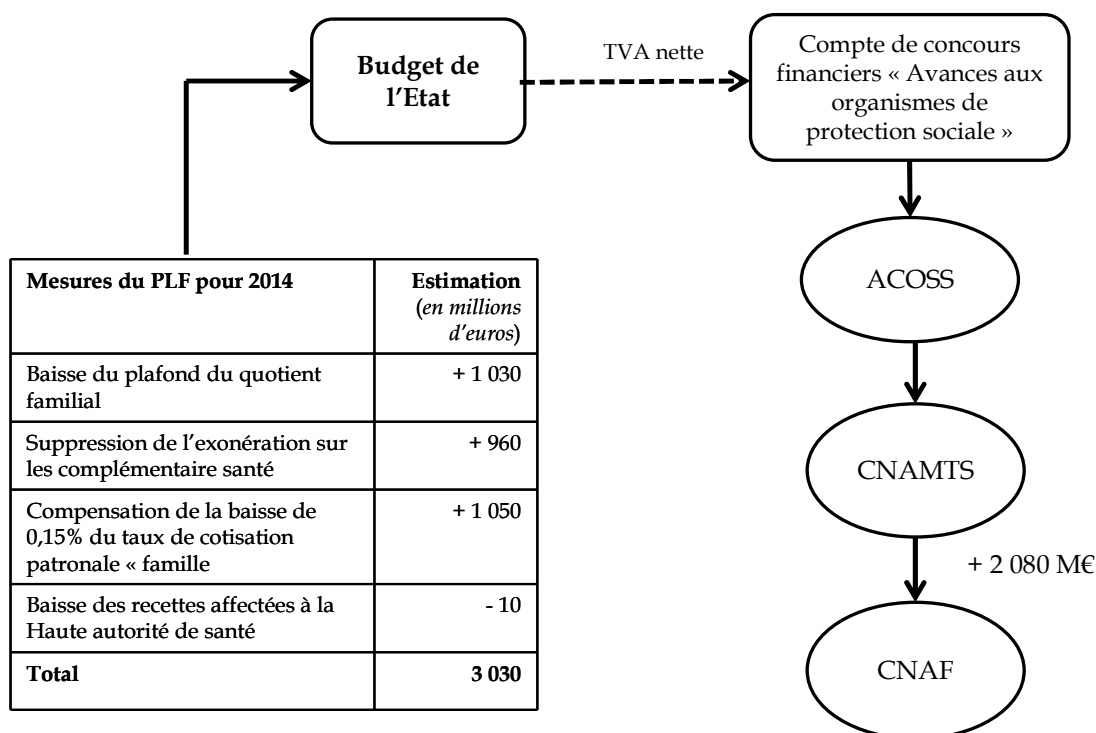 Budget de
l'Etat
TVA nette
Compte de concours
financiers « Avances aux
organismes de
protection sociale »
ACOSS
CNAMTS
+ 2 080 M€
CNAF
Mesures du PLF pour 2014
Estimation
(en millions
d'euros)
Baisse du plafond du quotient
familial
+ 1 030
Suppression de l'exonération sur
les complémentaire santé
+ 960
Compensation de la baisse de
0,15% du taux de cotisation
patronale « famille
+ 1 050
Baisse des recettes affectées à la
Haute autorité de santé
- 10
Total
3 030